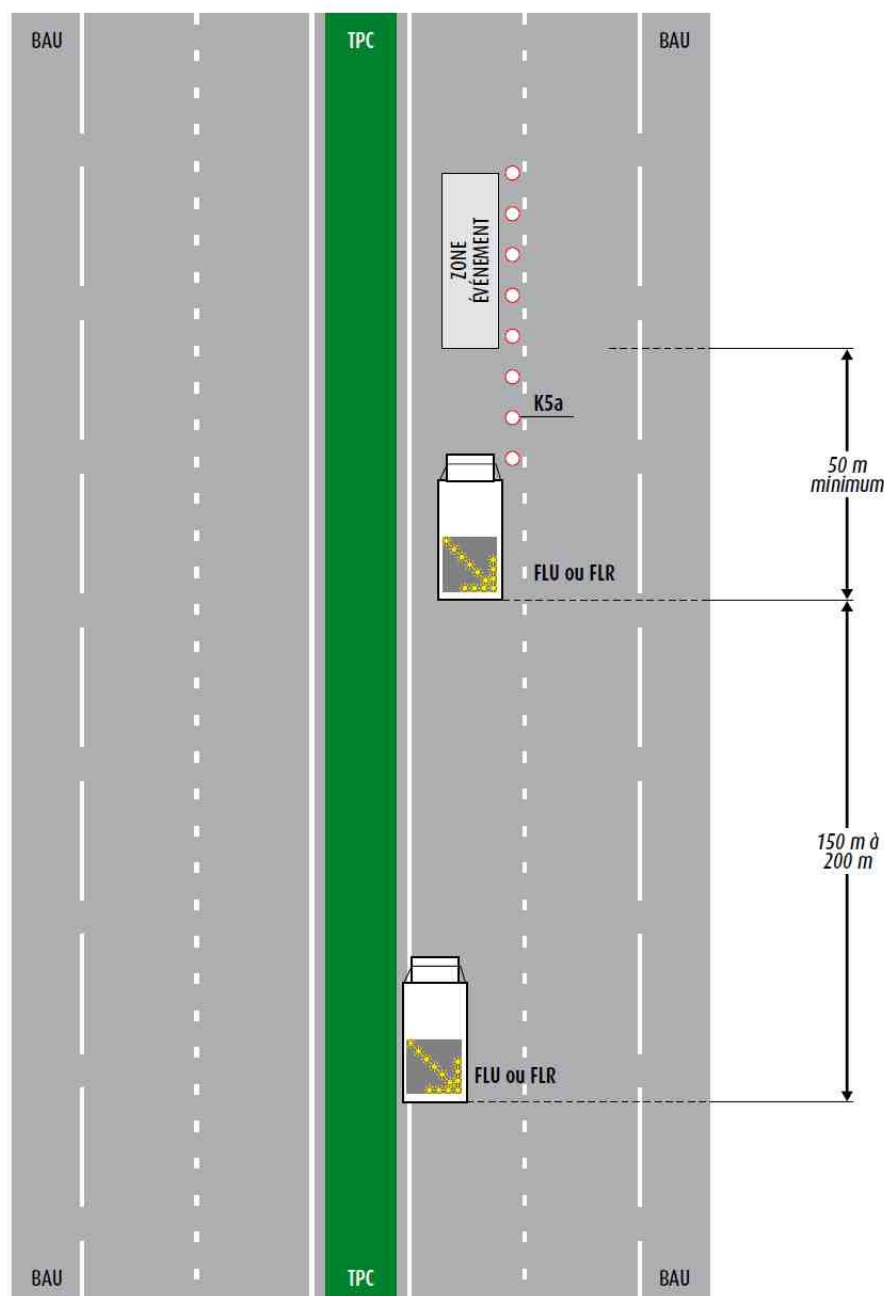 BAU
TPC
BAU
ZONE
ÉVÉNEMENT
K5a
50 m
minimum
FLU ou FLR
150 m à
200 m
FLU ou FLR
BAU
TPC
BAU